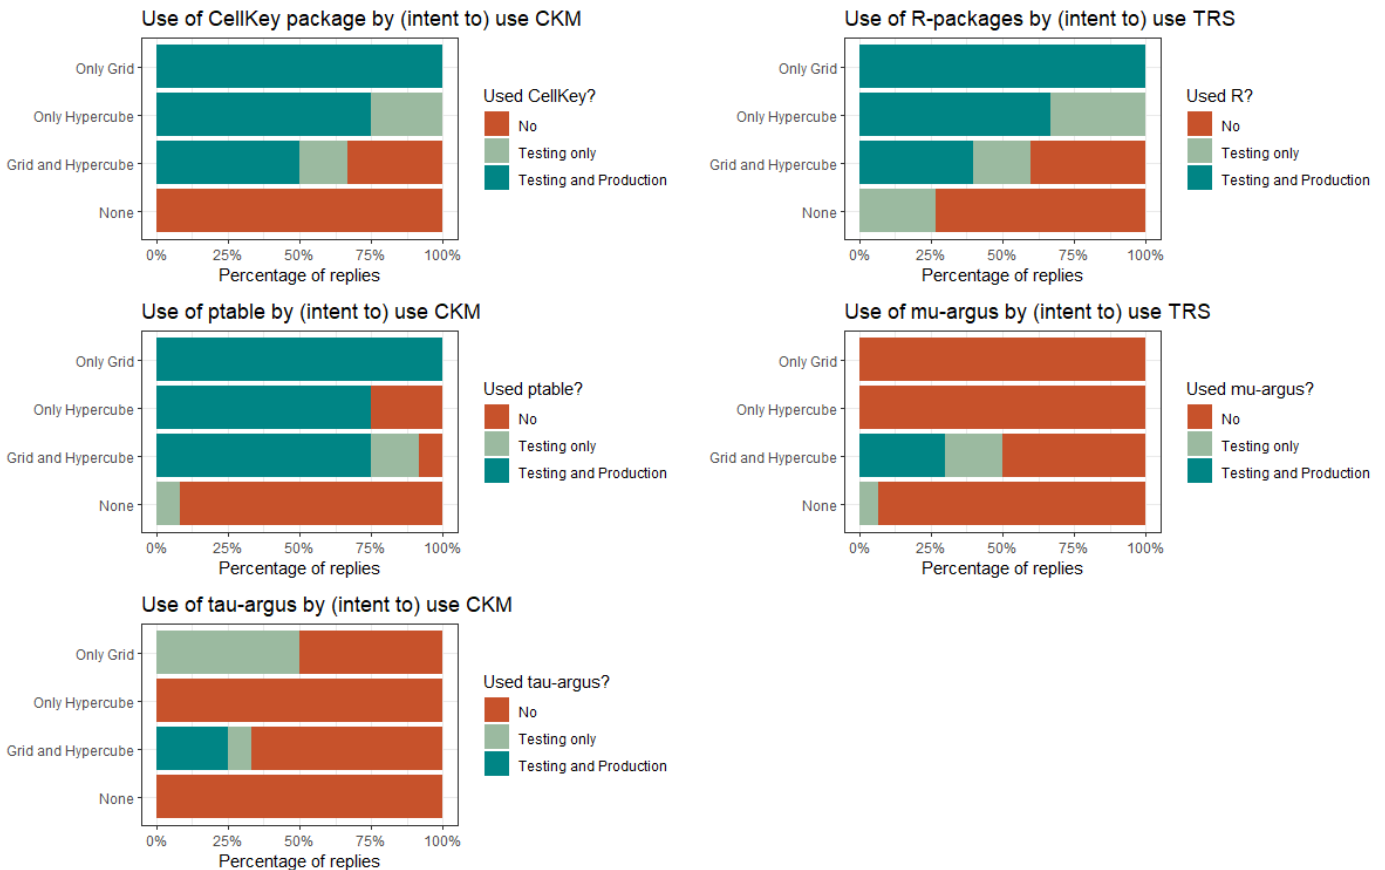 Use of CellKey package by (intent to) use CKM
Only Grid
Only Hypercube
Grid and Hypercube
None
0% 25% 50% 75% 100%
Percentage of replies
Used CellKey?
No
Testing only
Testing and Production
Use of R-packages by (intent to) use TRS
Only Grid
Only Hypercube
Grid and Hypercube
None
0% 25% 50% 75% 100%
Percentage of replies
Used R?
No
Testing only
Testing and Production
Use of ptable by (intent to) use CKM
Only Grid
Only Hypercube
Grid and Hypercube
None
0% 25% 50% 75% 100%
Percentage of replies
Used ptable?
No
Testing only
Testing and Production
Use of mu-argus by (intent to) use TRS
Only Grid
Only Hypercube
Grid and Hypercube
None
0% 25% 50% 75% 100%
Percentage of replies
Used mu-argus?
No
Testing only
Testing and Production
Use of tau-argus by (intent to) use CKM
Only Grid
Only Hypercube
Grid and Hypercube
None
0% 25% 50% 75% 100%
Percentage of replies
Used tau-argus?
No
Testing only
Testing and Production